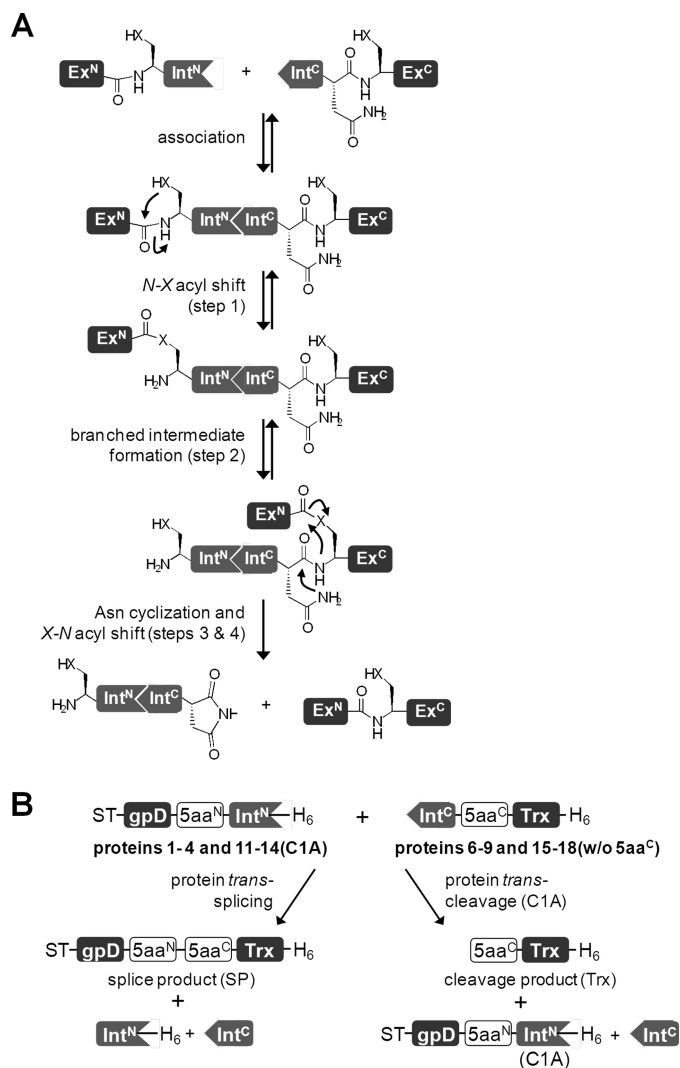 A
HX HX
Ex^N N H O Int^N + Int^C O N H Ex^C
NH2 O
association
HX HX
Ex^N O N H Int^N Int^C O N H Ex^C
NH2 O
N-X acyl shift
(step 1)
Ex^N O X HX
H2N Int^N Int^C O N H Ex^C
NH2 O
branched intermediate
formation (step 2)
Ex^N O X
HX
H2N Int^N Int^C O N H Ex^C
NH2 O
Asn cyclization and
X-N acyl shift (steps 3 & 4)
HX O HX
H2N Int^N Int^C NH O + Ex^N O N H Ex^C
B
ST-gpD-5aa^N-Int^N-H6 + Int^C-5aa^C-Trx-H6
proteins 1-4 and 11-14(C1A) proteins 6-9 and 15-18(w/o 5aa^C)
protein trans- protein trans-
splicing cleavage (C1A)
ST-gpD-5aa^N-5aa^C-Trx-H6 5aa^C-Trx-H6
splice product (SP) cleavage product (Trx)
+ +
Int^N-H6 + Int^C ST-gpD-5aa^N-Int^N-H6 + Int^C
(C1A)